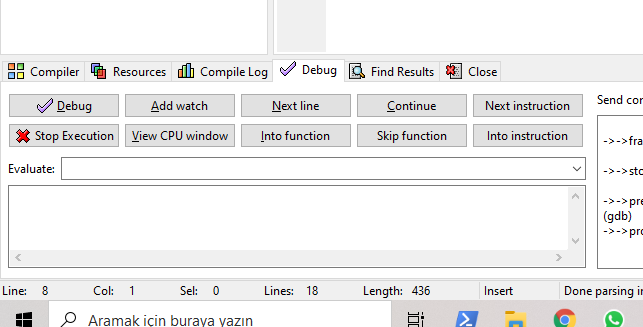 Compiler Resources Compile Log Debug Find Results Close
Debug Add watch Next line Continue Next instruction
Send cor
Stop Execution View CPU window Into function Skip function Into instruction
->->fra
->->sto
Evaluate:
->->pre
(gdb)
->->pro
Line: 8 Col: 1 Sel: 0 Lines: 18 Length: 436 Insert Done parsing in
Aramak için buraya yazın